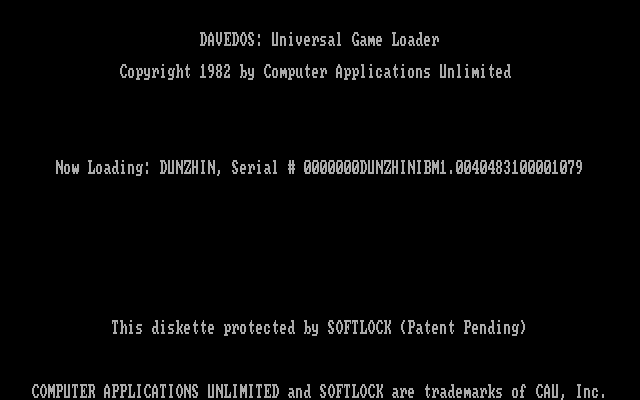 DAVEDOS: Universal Game Loader
Copyright 1982 by Computer Applications Unlimited
Now Loading: DUNZHIN, Serial # 0000000DUNZHINIBM1.0040483100001079
This diskette protected by SOFTLOCK (Patent Pending)
COMPUTER APPLICATIONS UNLIMITED and SOFTLOCK are trademarks of CAU, Inc.